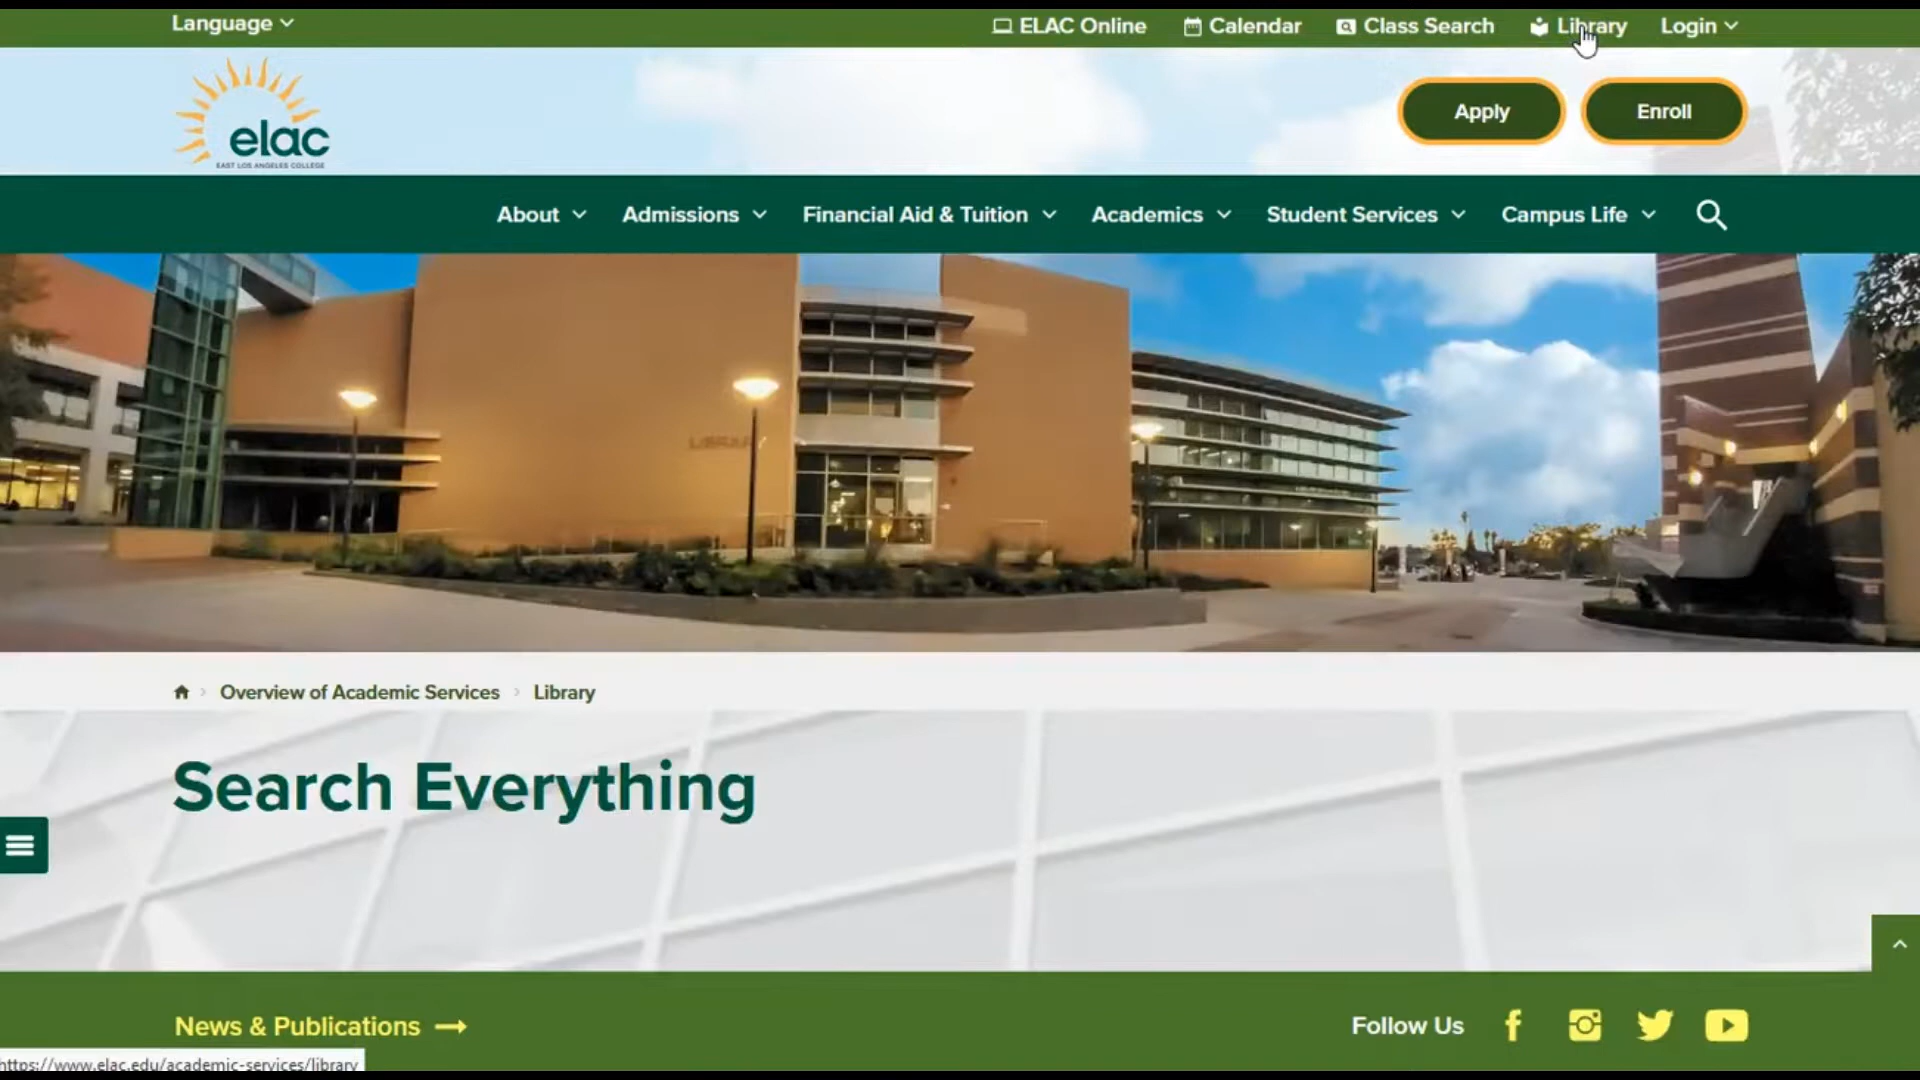 Language
ELAC Online
Calendar
Class Search
Library
Login
elac
EAST LOS ANGELES COLLEGE
Apply
Enroll
About
Admissions
Financial Aid & Tuition
Academics
Student Services
Campus Life
LIBRARY
Overview of Academic Services
Library
Search Everything
News & Publications
Follow Us
https://www.elac.edu/academic-services/library